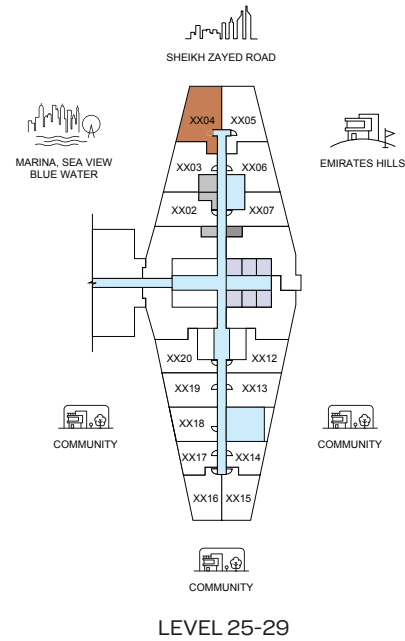 SHEIKH ZAYED ROAD
MARINA, SEA VIEW
BLUE WATER
EMIRATES HILLS
XX04
XX05
XX03
XX06
XX02
XX07
XX20
XX12
XX19
XX13
XX18
XX17
XX14
XX16
XX15
COMMUNITY
COMMUNITY
COMMUNITY
LEVEL 25-29